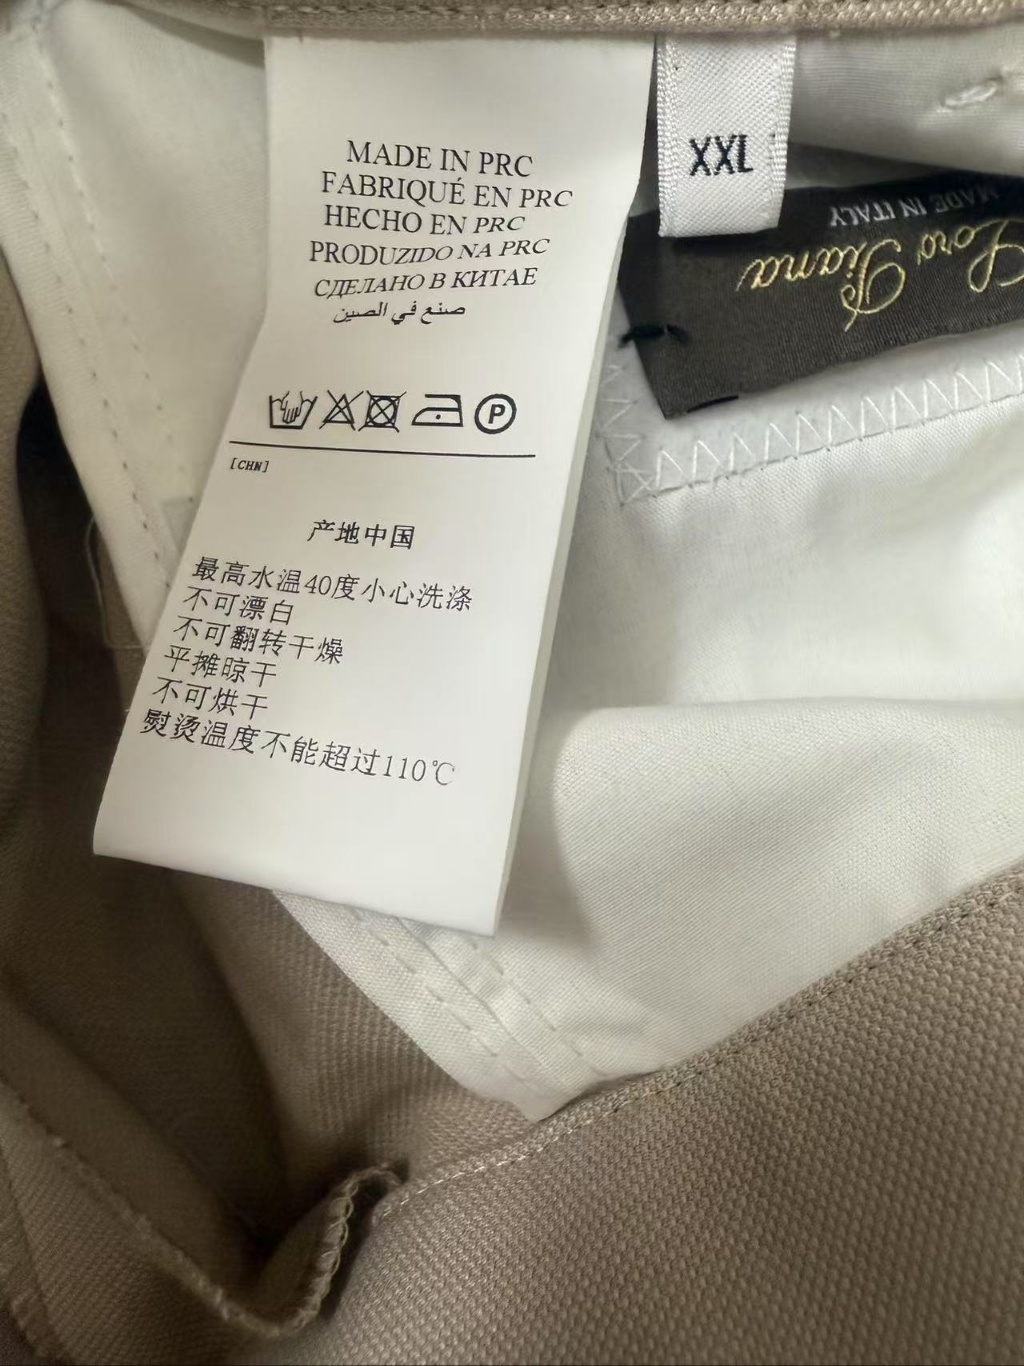 MADE IN PRC
FABRIQUÉ EN PRC
HECHO EN PRC
PRODUZIDO NA PRC
СДЕЛАНО В КИТАЕ
صنع في الصين
P
[CHN]
产地中国
最高水温40度小心洗涤
不可漂白
不可翻转干燥
平摊晾干
不可烘干
熨烫温度不能超过110℃
XXL
Loro Piana
MADE IN ITALY